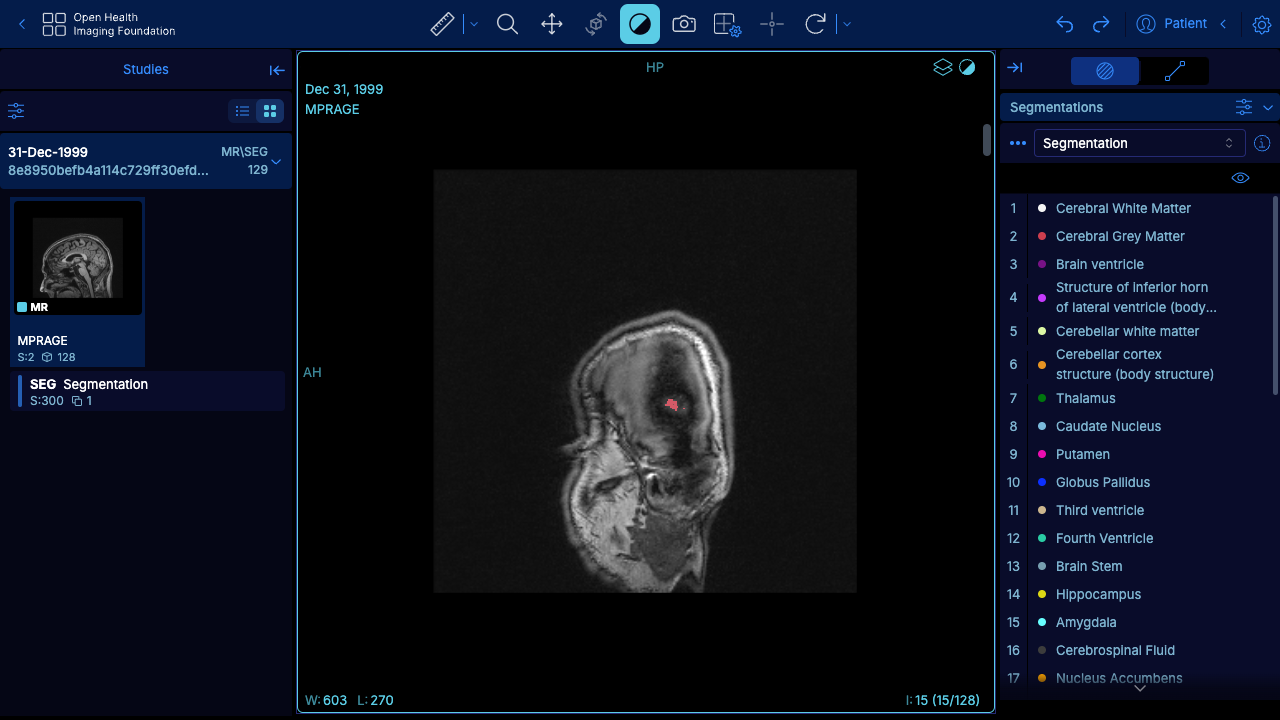 Open Health
Imaging Foundation
Patient
Studies
31-Dec-1999
MR\SEG
8e8950befb4a114c729ff30efd...
129
MR
MPRAGE
S:2 128
SEG Segmentation
S:300 1
HP
Dec 31, 1999
MPRAGE
AH
W: 603 L: 270
I: 15 (15/128)
Segmentations
Segmentation
1 Cerebral White Matter
2 Cerebral Grey Matter
3 Brain ventricle
4 Structure of inferior horn
of lateral ventricle (body...
5 Cerebellar white matter
6 Cerebellar cortex
structure (body structure)
7 Thalamus
8 Caudate Nucleus
9 Putamen
10 Globus Pallidus
11 Third ventricle
12 Fourth Ventricle
13 Brain Stem
14 Hippocampus
15 Amygdala
16 Cerebrospinal Fluid
17 Nucleus Accumbens